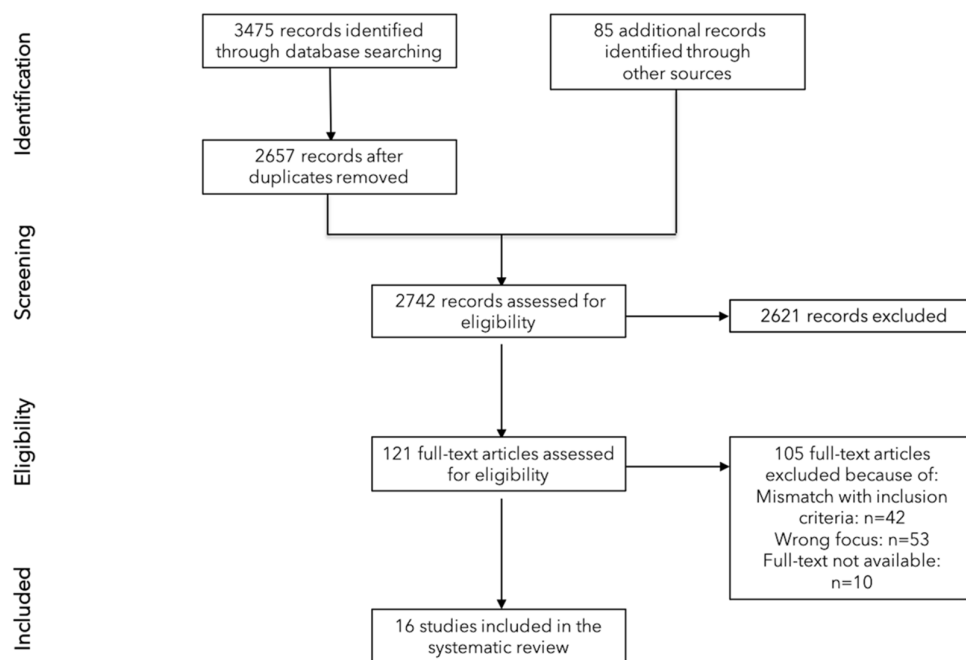 Identification
3475 records identified
through database searching
85 additional records
identified through
other sources
2657 records after
duplicates removed
Screening
2742 records assessed for
eligibility
2621 records excluded
Eligibility
121 full-text articles assessed
for eligibility
105 full-text articles
excluded because of:
Mismatch with inclusion
criteria: n=42
Wrong focus: n=53
Full-text not available:
n=10
Included
16 studies included in the
systematic review